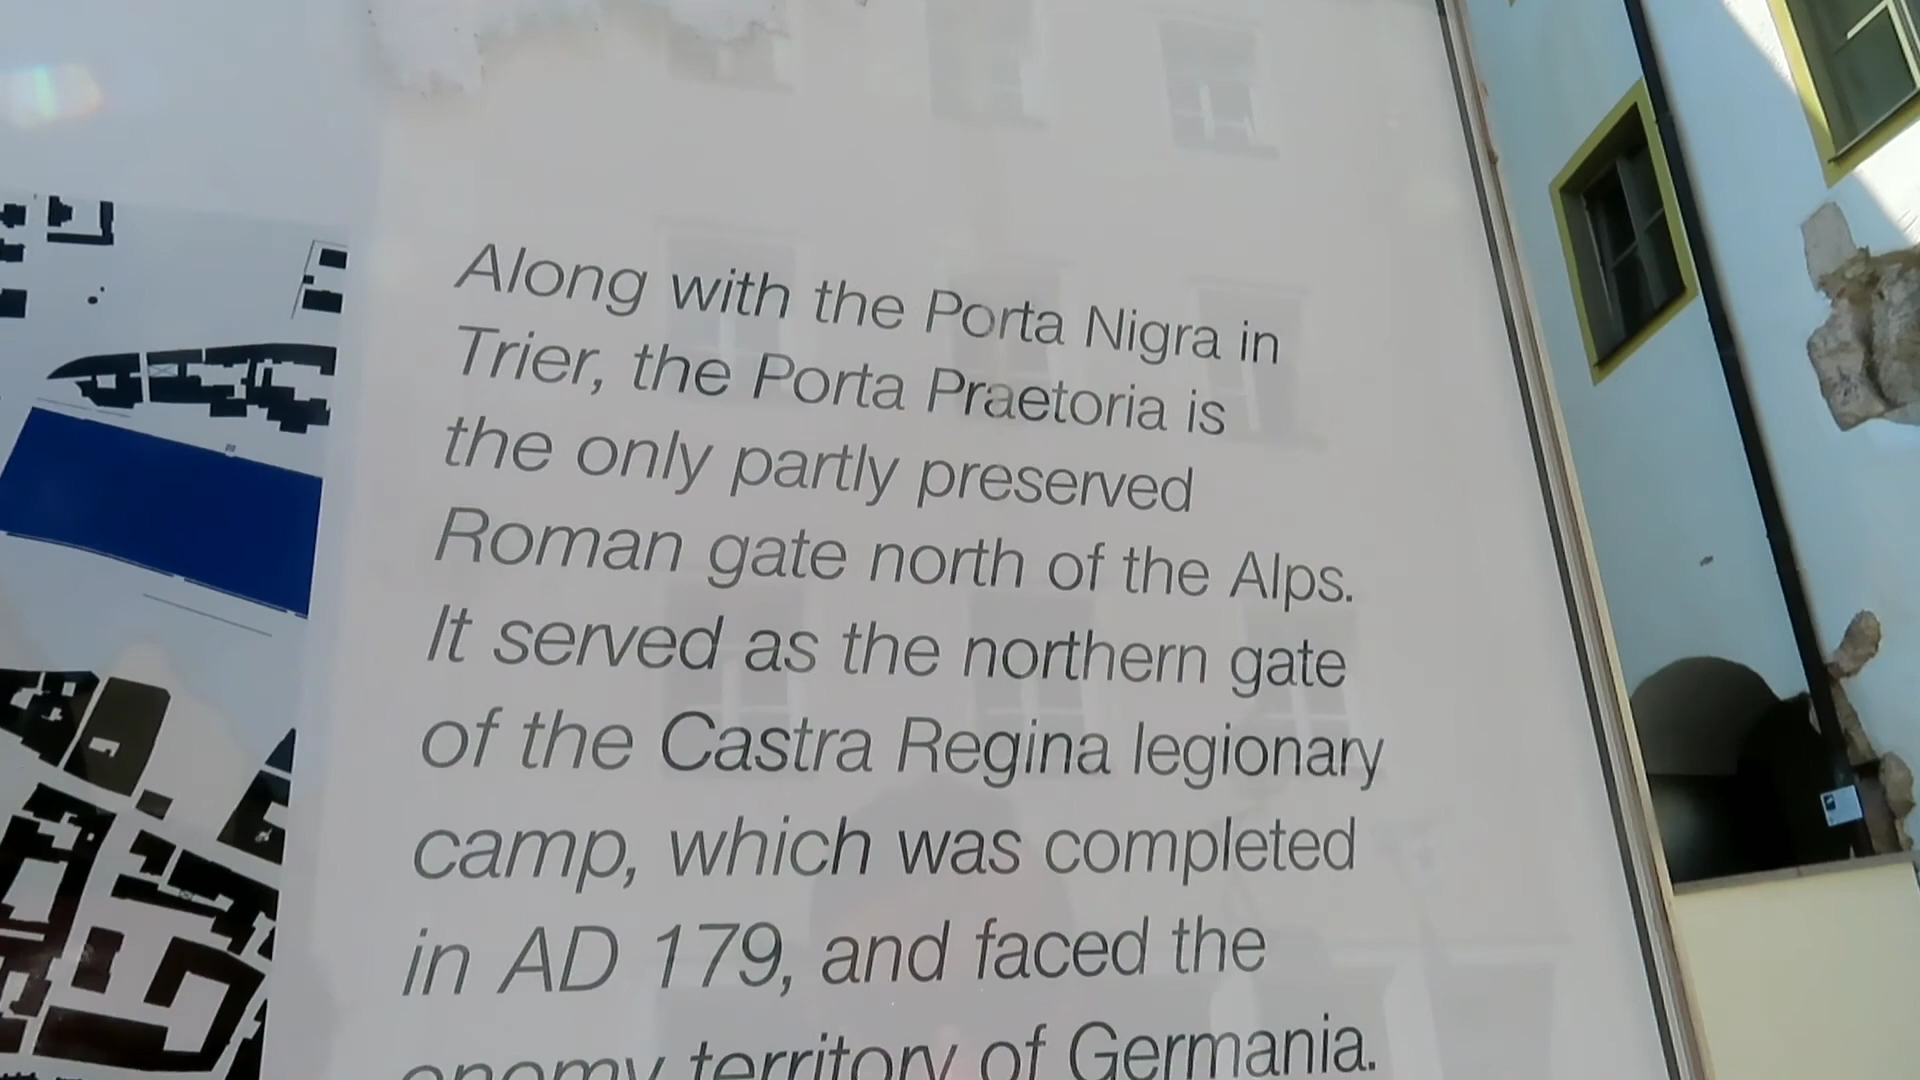 Along with the Porta Nigra in
Trier, the Porta Praetoria is
the only partly preserved
Roman gate north of the Alps.
It served as the northern gate
of the Castra Regina legionary
camp, which was completed
in AD 179, and faced the
enemy territory of Germania.